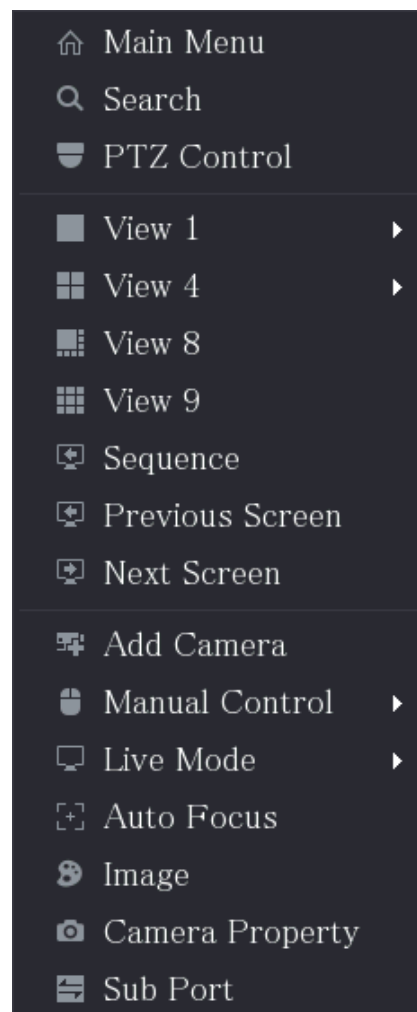 Main Menu
Search
PTZ Control
View 1
View 4
View 8
View 9
Sequence
Previous Screen
Next Screen
Add Camera
Manual Control
Live Mode
Auto Focus
Image
Camera Property
Sub Port